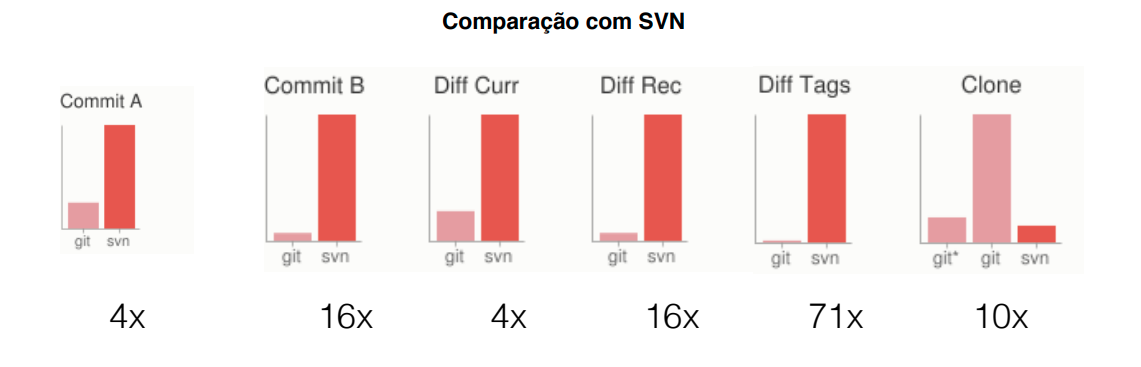 Comparação com SVN
Commit A
git svn
4x
Commit B
git svn
16x
Diff Curr
git svn
4x
Diff Rec
git svn
16x
Diff Tags
git svn
71x
Clone
git* git svn
10x